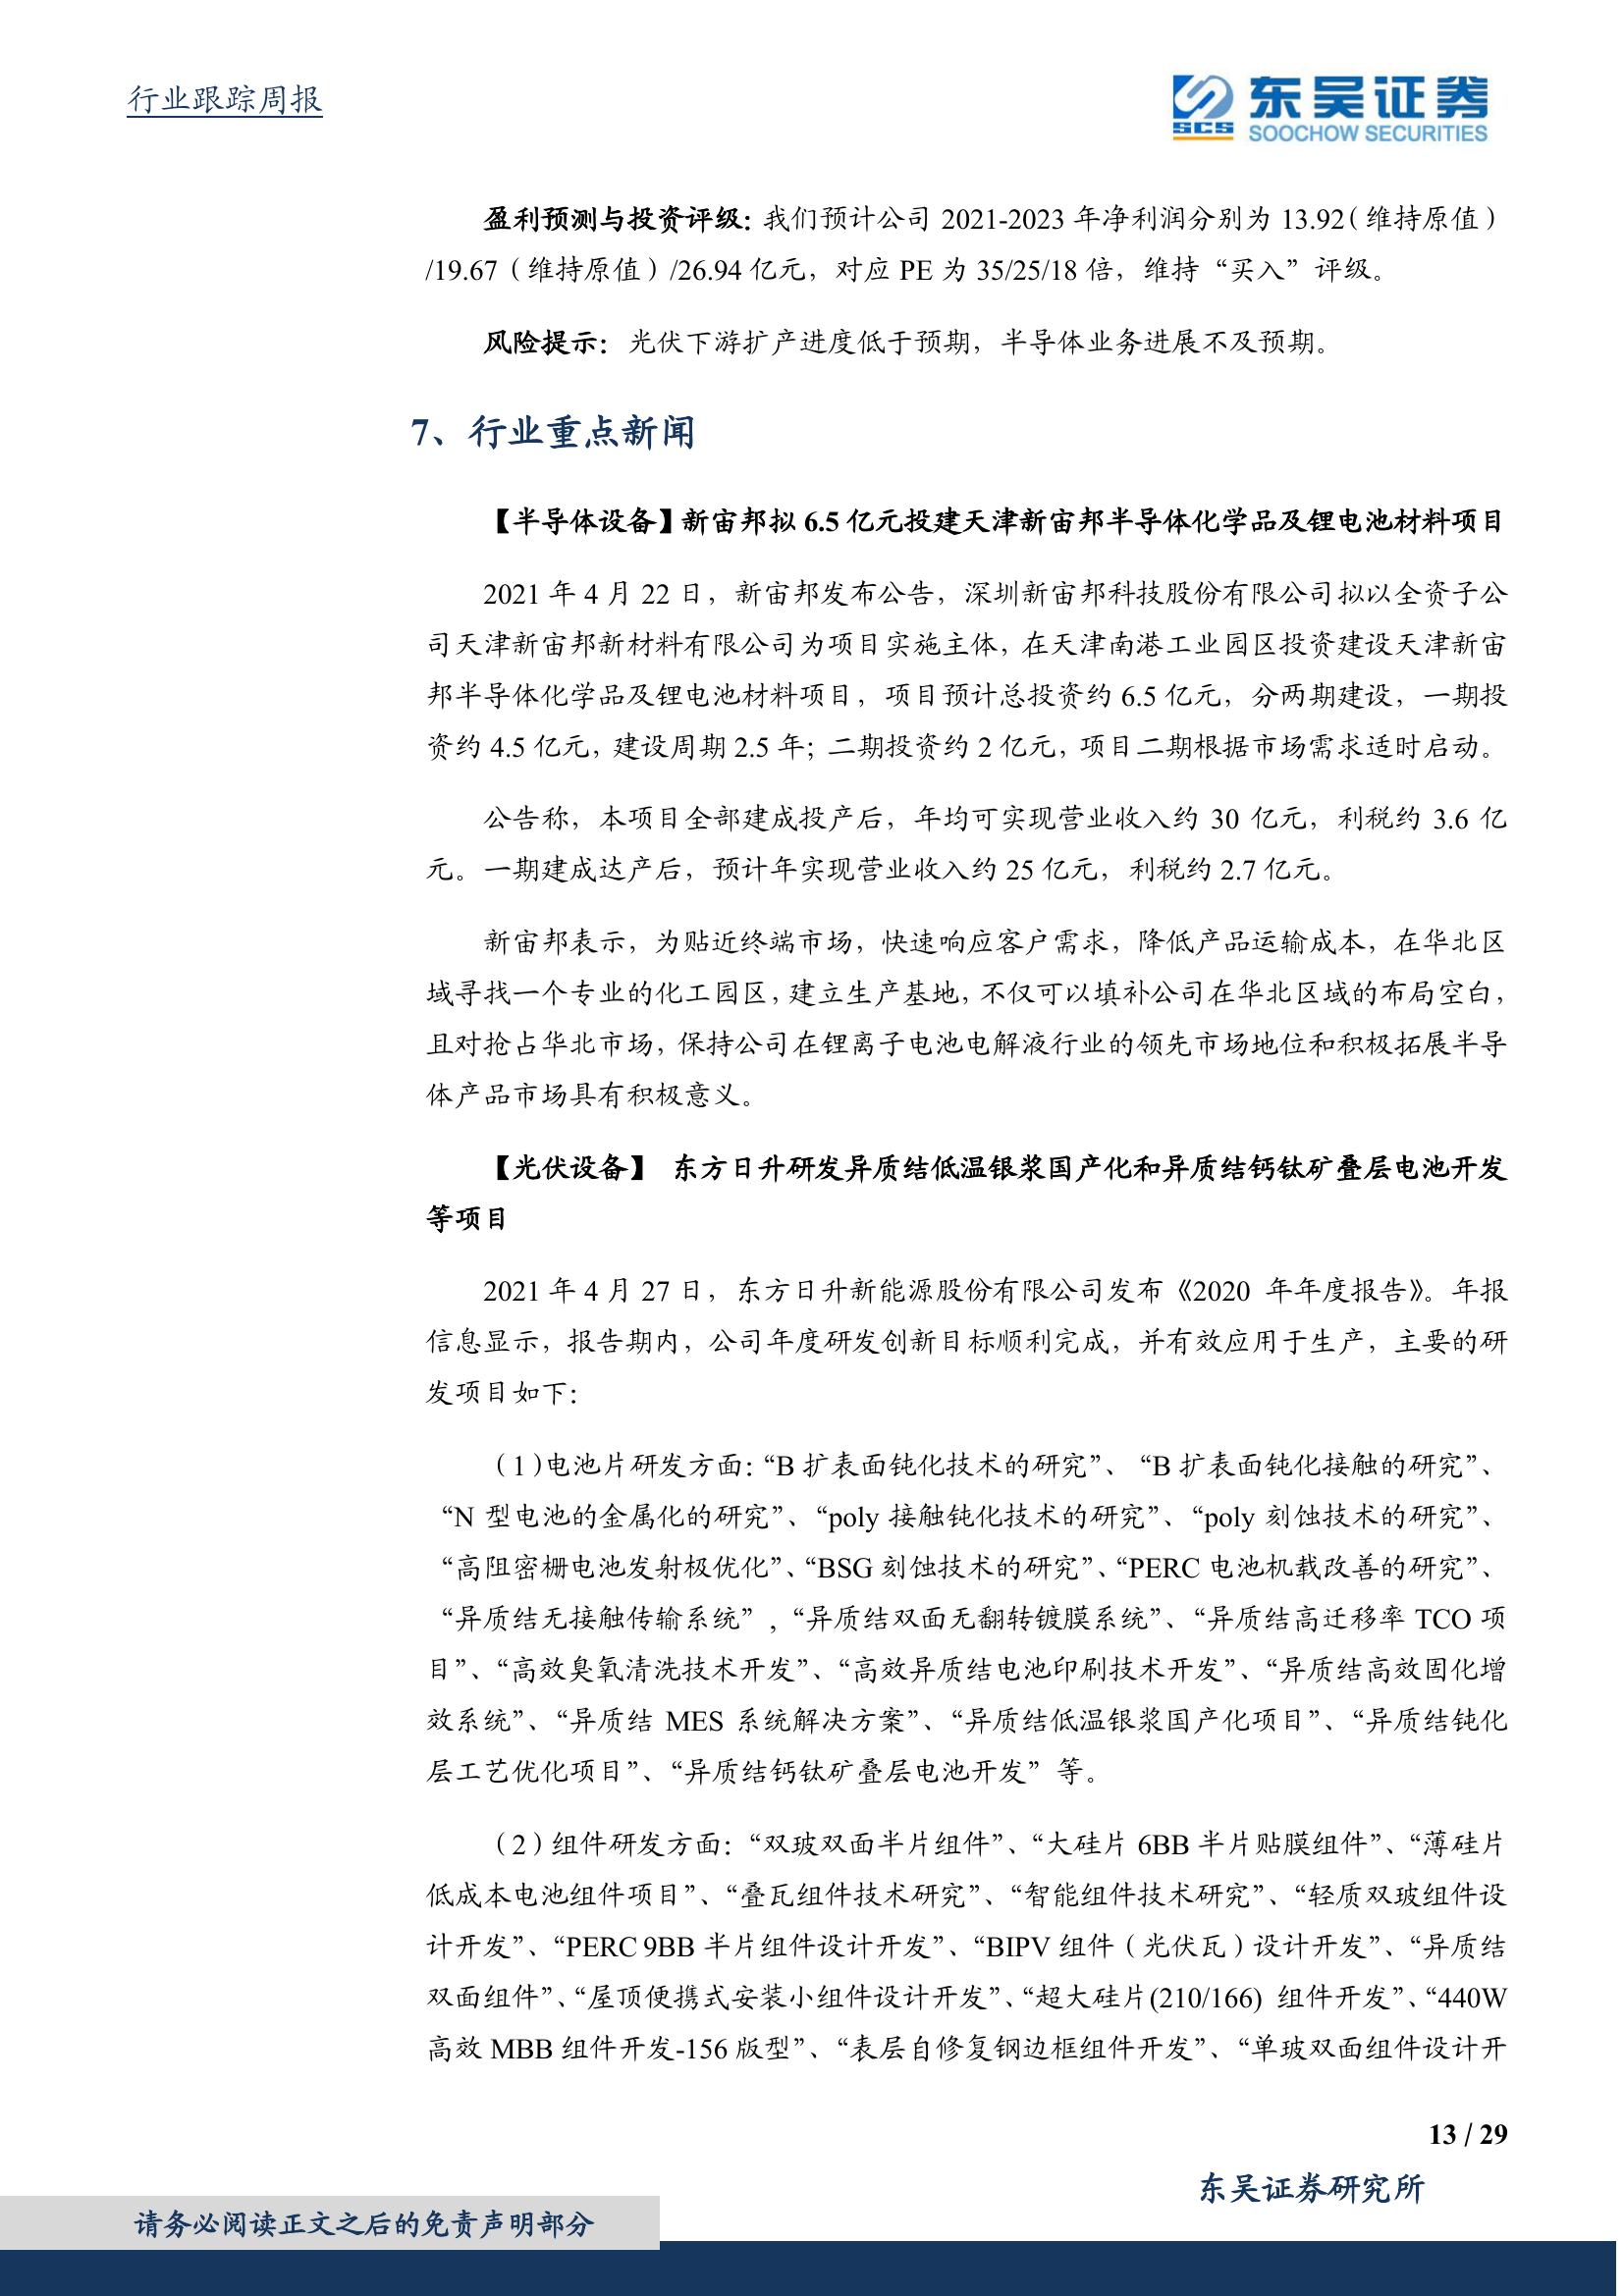 行业跟踪周报
东吴证券
SCS
SOOCHOW SECURITIES
盈利预测与投资评级：我们预计公司 2021-2023 年净利润分别为 13.92（维持原值）
/19.67（维持原值）/26.94 亿元，对应 PE 为 35/25/18 倍，维持“买入”评级。
风险提示：光伏下游扩产进度低于预期，半导体业务进展不及预期。
7、行业重点新闻
【半导体设备】新宙邦拟 6.5 亿元投建天津新宙邦半导体化学品及锂电池材料项目
2021 年 4 月 22 日，新宙邦发布公告，深圳新宙邦科技股份有限公司拟以全资子公
司天津新宙邦新材料有限公司为项目实施主体，在天津南港工业园区投资建设天津新宙
邦半导体化学品及锂电池材料项目，项目预计总投资约 6.5 亿元，分两期建设，一期投
资约 4.5 亿元，建设周期 2.5 年；二期投资约 2 亿元，项目二期根据市场需求适时启动。
公告称，本项目全部建成投产后，年均可实现营业收入约 30 亿元，利税约 3.6 亿
元。一期建成达产后，预计年实现营业收入约 25 亿元，利税约 2.7 亿元。
新宙邦表示，为贴近终端市场，快速响应客户需求，降低产品运输成本，在华北区
域寻找一个专业的化工园区，建立生产基地，不仅可以填补公司在华北区域的布局空白，
且对抢占华北市场，保持公司在锂离子电池电解液行业的领先市场地位和积极拓展半导
体产品市场具有积极意义。
【光伏设备】 东方日升研发异质结低温银浆国产化和异质结钙钛矿叠层电池开发
等项目
2021 年 4 月 27 日，东方日升新能源股份有限公司发布《2020 年年度报告》。年报
信息显示，报告期内，公司年度研发创新目标顺利完成，并有效应用于生产，主要的研
发项目如下：
（1）电池片研发方面：“B 扩表面钝化技术的研究”、 “B 扩表面钝化接触的研究”、
“N 型电池的金属化的研究”、“poly 接触钝化技术的研究”、“poly 刻蚀技术的研究”、
“高阻密栅电池发射极优化”、“BSG 刻蚀技术的研究”、“PERC 电池机载改善的研究”、
“异质结无接触传输系统”，“异质结双面无翻转镀膜系统”、“异质结高迁移率 TCO 项
目”、“高效臭氧清洗技术开发”、“高效异质结电池印刷技术开发”、“异质结高效固化增
效系统”、“异质结 MES 系统解决方案”、“异质结低温银浆国产化项目”、“异质结钝化
层工艺优化项目”、“异质结钙钛矿叠层电池开发” 等。
（2）组件研发方面：“双玻双面半片组件”、“大硅片 6BB 半片贴膜组件”、“薄硅片
低成本电池组件项目”、“叠瓦组件技术研究”、“智能组件技术研究”、“轻质双玻组件设
计开发”、“PERC 9BB 半片组件设计开发”、“BIPV 组件（光伏瓦）设计开发”、“异质结
双面组件”、“屋顶便携式安装小组件设计开发”、“超大硅片(210/166) 组件开发”、“440W
高效 MBB 组件开发-156 版型”、“表层自修复钢边框组件开发”、“单玻双面组件设计开
13 / 29
东吴证券研究所
请务必阅读正文之后的免责声明部分